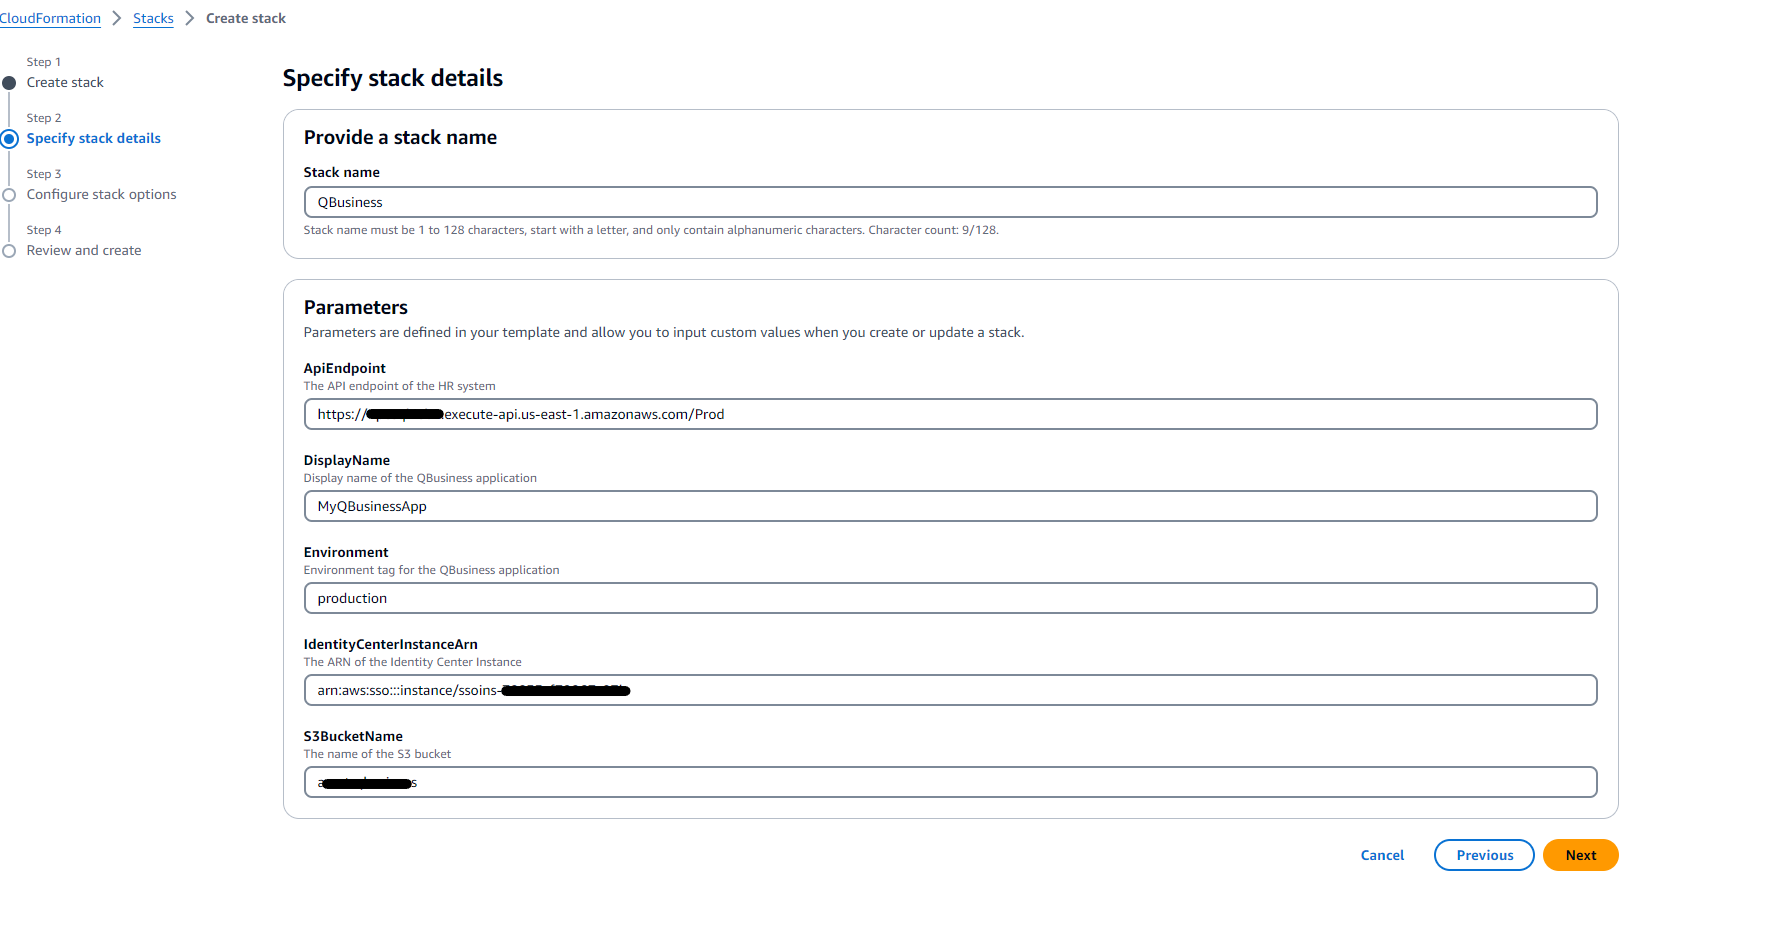 CloudFormation > Stacks > Create stack
Step 1
Create stack
Step 2
Specify stack details
Step 3
Configure stack options
Step 4
Review and create
Specify stack details
Provide a stack name
Stack name
QBusiness
Stack name must be 1 to 128 characters, start with a letter, and only contain alphanumeric characters. Character count: 9/128.
Parameters
Parameters are defined in your template and allow you to input custom values when you create or update a stack.
ApiEndpoint
The API endpoint of the HR system
https:// .execute-api.us-east-1.amazonaws.com/Prod
DisplayName
Display name of the QBusiness application
MyQBusinessApp
Environment
Environment tag for the QBusiness application
production
IdentityCenterInstanceArn
The ARN of the Identity Center Instance
arn:aws:sso:::instance/ssoins-
S3BucketName
The name of the S3 bucket
Cancel
Previous
Next